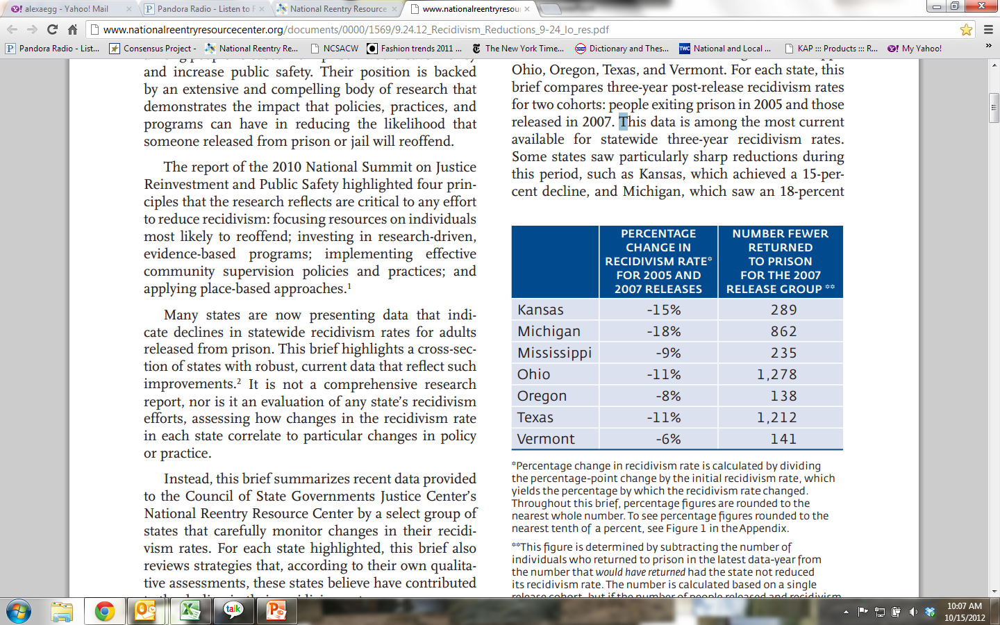 alexaegg - Yahoo! Mail
Pandora Radio - Listen to F
National Reentry Resource
www.nationalreentryresour
www.nationalreentryresourcecenter.org/documents/0000/1569/9.24.12_Recidivism_Reductions_9-24_lo_res.pdf
Pandora Radio - List...
Consensus Project -
National Reentry Re...
NCSACW
Fashion trends 2011 ...
The New York Time...
Dictionary and Thes...
National and Local ...
KAP ::: Products ::: R...
My Yahoo!
and increase public safety. Their position is backed
by an extensive and compelling body of research that
demonstrates the impact that policies, practices, and
programs can have in reducing the likelihood that
someone released from prison or jail will reoffend.
The report of the 2010 National Summit on Justice
Reinvestment and Public Safety highlighted four prin-
ciples that the research reflects are critical to any effort
to reduce recidivism: focusing resources on individuals
most likely to reoffend; investing in research-driven,
evidence-based programs; implementing effective
community supervision policies and practices; and
applying place-based approaches.¹
Many states are now presenting data that indi-
cate declines in statewide recidivism rates for adults
released from prison. This brief highlights a cross-sec-
tion of states with robust, current data that reflect such
improvements.² It is not a comprehensive research
report, nor is it an evaluation of any state's recidivism
efforts, assessing how changes in the recidivism rate
in each state correlate to particular changes in policy
or practice.
Instead, this brief summarizes recent data provided
to the Council of State Governments Justice Center's
National Reentry Resource Center by a select group of
states that carefully monitor changes in their recidi-
vism rates. For each state highlighted, this brief also
reviews strategies that, according to their own qualita-
tive assessments, these states believe have contributed
Ohio, Oregon, Texas, and Vermont. For each state, this
brief compares three-year post-release recidivism rates
for two cohorts: people exiting prison in 2005 and those
released in 2007. This data is among the most current
available for statewide three-year recidivism rates.
Some states saw particularly sharp reductions during
this period, such as Kansas, which achieved a 15-per-
cent decline, and Michigan, which saw an 18-percent
PERCENTAGE
CHANGE IN
RECIDIVISM RATE*
FOR 2005 AND
2007 RELEASES
NUMBER FEWER
RETURNED
TO PRISON
FOR THE 2007
RELEASE GROUP **
Kansas -15% 289
Michigan -18% 862
Mississippi -9% 235
Ohio -11% 1,278
Oregon -8% 138
Texas -11% 1,212
Vermont -6% 141
*Percentage change in recidivism rate is calculated by dividing
the percentage-point change by the initial recidivism rate, which
yields the percentage by which the recidivism rate changed.
Throughout this brief, percentage figures are rounded to the
nearest whole number. To see percentage figures rounded to the
nearest tenth of a percent, see Figure 1 in the Appendix.
**This figure is determined by subtracting the number of
individuals who returned to prison in the latest data-year from
the number that would have returned had the state not reduced
its recidivism rate. The number is calculated based on a single
release cohort, but if the number of people released and recidivism
talk
10:07 AM
10/15/2012